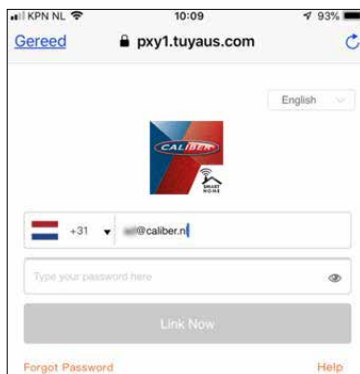 KPN NL 10:09 93%
Gereed pxy1.tuyaus.com
English
CALIBER
SMART
HOME
+31 @caliber.nl
Type your password here
Link Now
Forgot Password Help